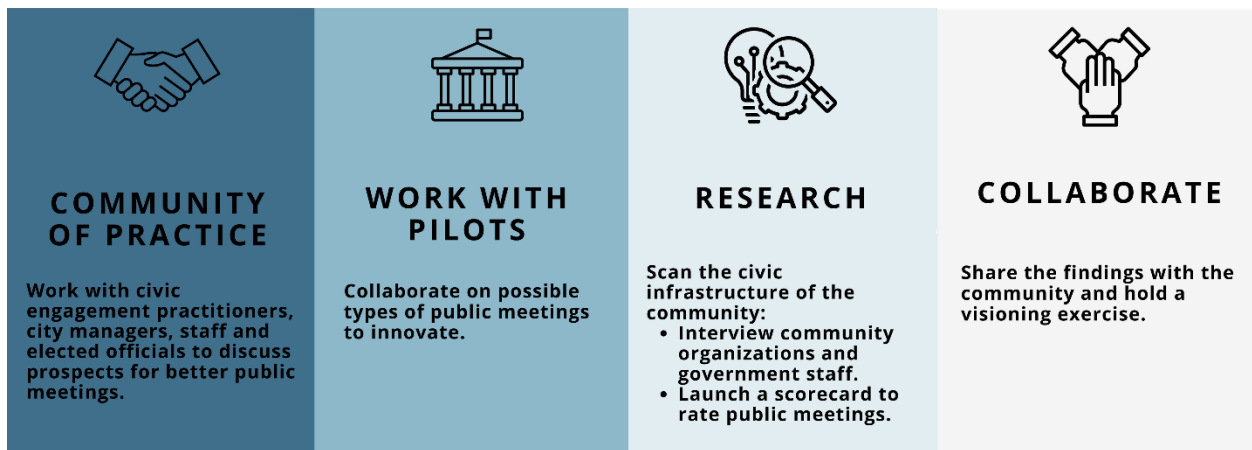 COMMUNITY
OF PRACTICE
Work with civic
engagement practitioners,
city managers, staff and
elected officials to discuss
prospects for better public
meetings.
WORK WITH
PILOTS
Collaborate on possible
types of public meetings
to innovate.
RESEARCH
Scan the civic
infrastructure of the
community:
• Interview community
organizations and
government staff.
• Launch a scorecard to
rate public meetings.
COLLABORATE
Share the findings with the
community and hold a
visioning exercise.